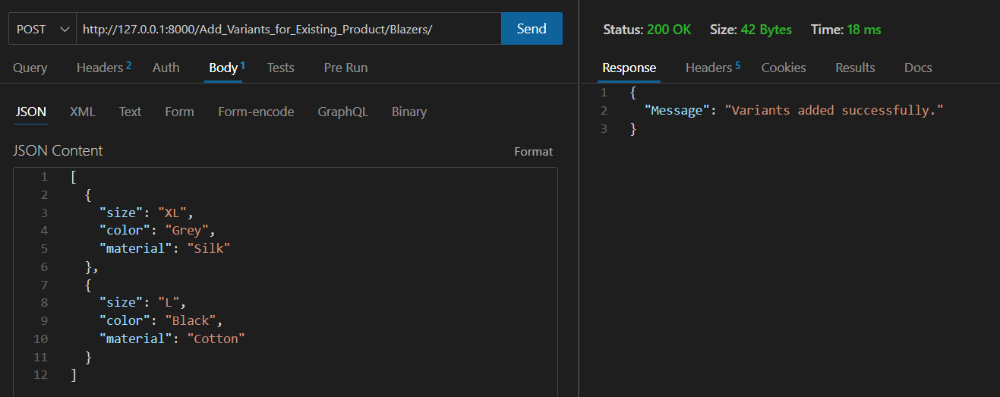 POST http://127.0.0.1:8000/Add_Variants_for_Existing_Product/Blazers/ Send
Query Headers 2 Auth Body 1 Tests Pre Run
JSON XML Text Form Form-encode GraphQL Binary
JSON Content Format
1 [
2 {
3 "size": "XL",
4 "color": "Grey",
5 "material": "Silk"
6 },
7 {
8 "size": "L",
9 "color": "Black",
10 "material": "Cotton"
11 }
12 ]
Status: 200 OK Size: 42 Bytes Time: 18 ms
Response Headers 5 Cookies Results Docs
1 {
2 "Message": "Variants added successfully."
3 }